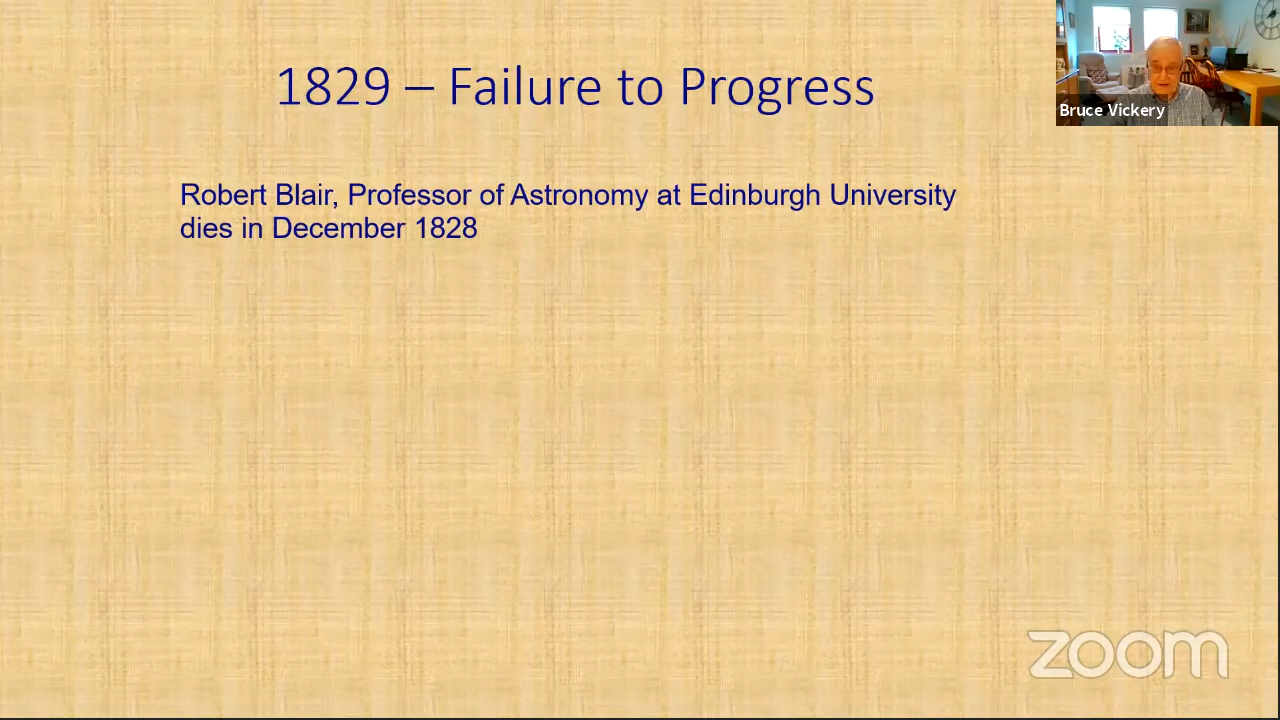 1829 – Failure to Progress
Bruce Vickery
Robert Blair, Professor of Astronomy at Edinburgh University
dies in December 1828
zoom